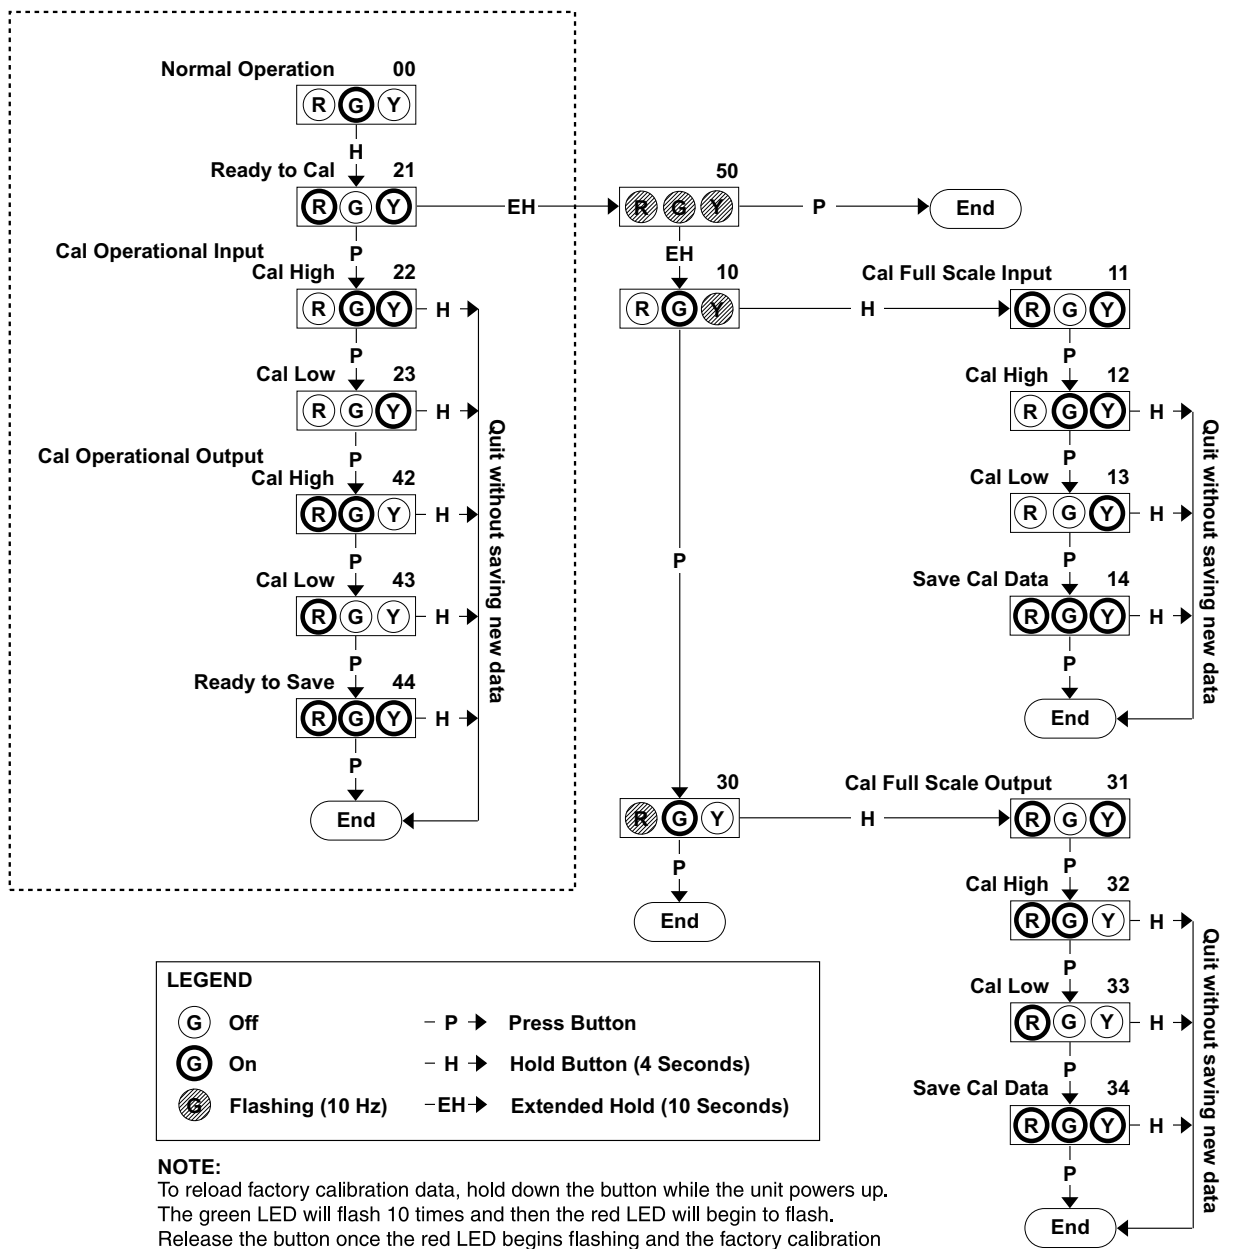 Normal Operation 00
R G Y
H
Ready to Cal 21
R G Y
EH
50
R G Y
P
End
Cal Operational Input
P
Cal High 22
R G Y
H
P
Cal Low 23
R G Y
H
Cal Operational Output
P
Cal High 42
R G Y
H
P
Cal Low 43
R G Y
H
P
Ready to Save 44
R G Y
H
P
End
Quit without saving new data
EH
10
R G Y
H
Cal Full Scale Input 11
R G Y
P
Cal High 12
R G Y
H
P
Cal Low 13
R G Y
H
P
Save Cal Data 14
R G Y
H
P
End
Quit without saving new data
P
30
R G Y
P
End
H
Cal Full Scale Output 31
R G Y
P
Cal High 32
R G Y
H
P
Cal Low 33
R G Y
H
P
Save Cal Data 34
R G Y
H
P
End
Quit without saving new data
LEGEND
G Off
P Press Button
G On
H Hold Button (4 Seconds)
G Flashing (10 Hz)
EH Extended Hold (10 Seconds)
NOTE:
To reload factory calibration data, hold down the button while the unit powers up.
The green LED will flash 10 times and then the red LED will begin to flash.
Release the button once the red LED begins flashing and the factory calibration